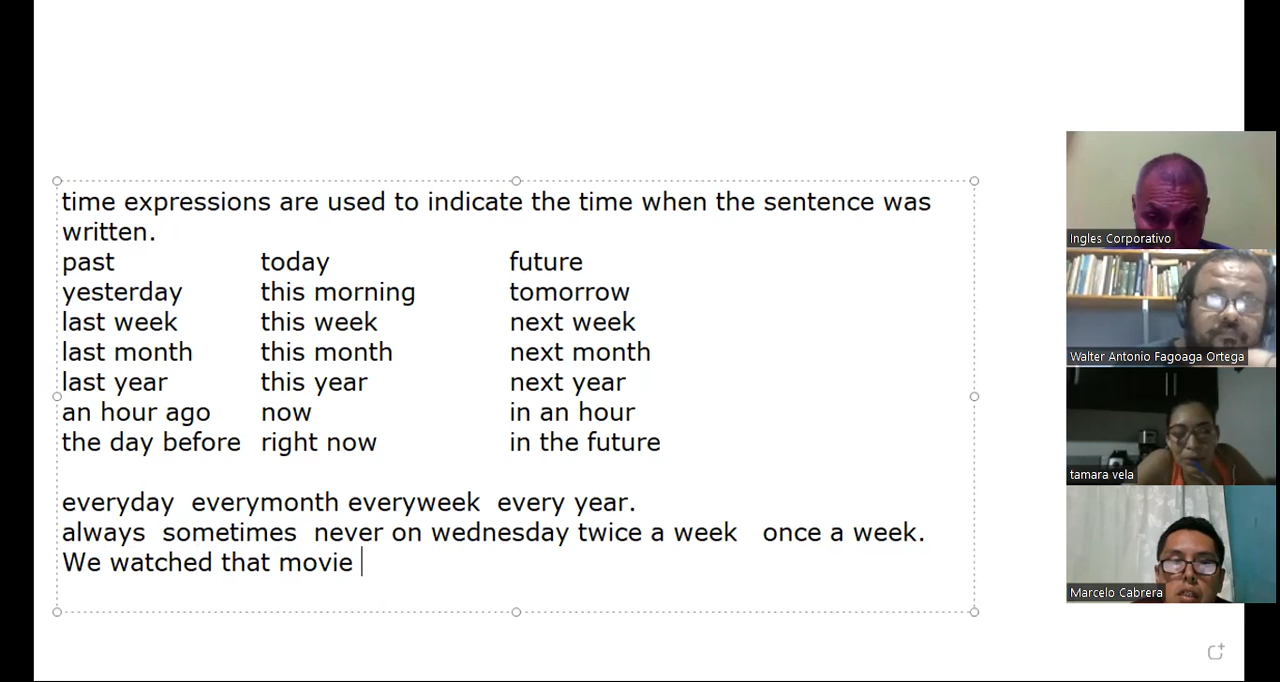 time expressions are used to indicate the time when the sentence was
written.
past today future
yesterday this morning tomorrow
last week this week next week
last month this month next month
last year this year next year
an hour ago now in an hour
the day before right now in the future
everyday everymonth everyweek every year.
always sometimes never on wednesday twice a week once a week.
We watched that movie
Ingles Corporativo
Walter Antonio Fagoaga Ortega
tamara vela
Marcelo Cabrera